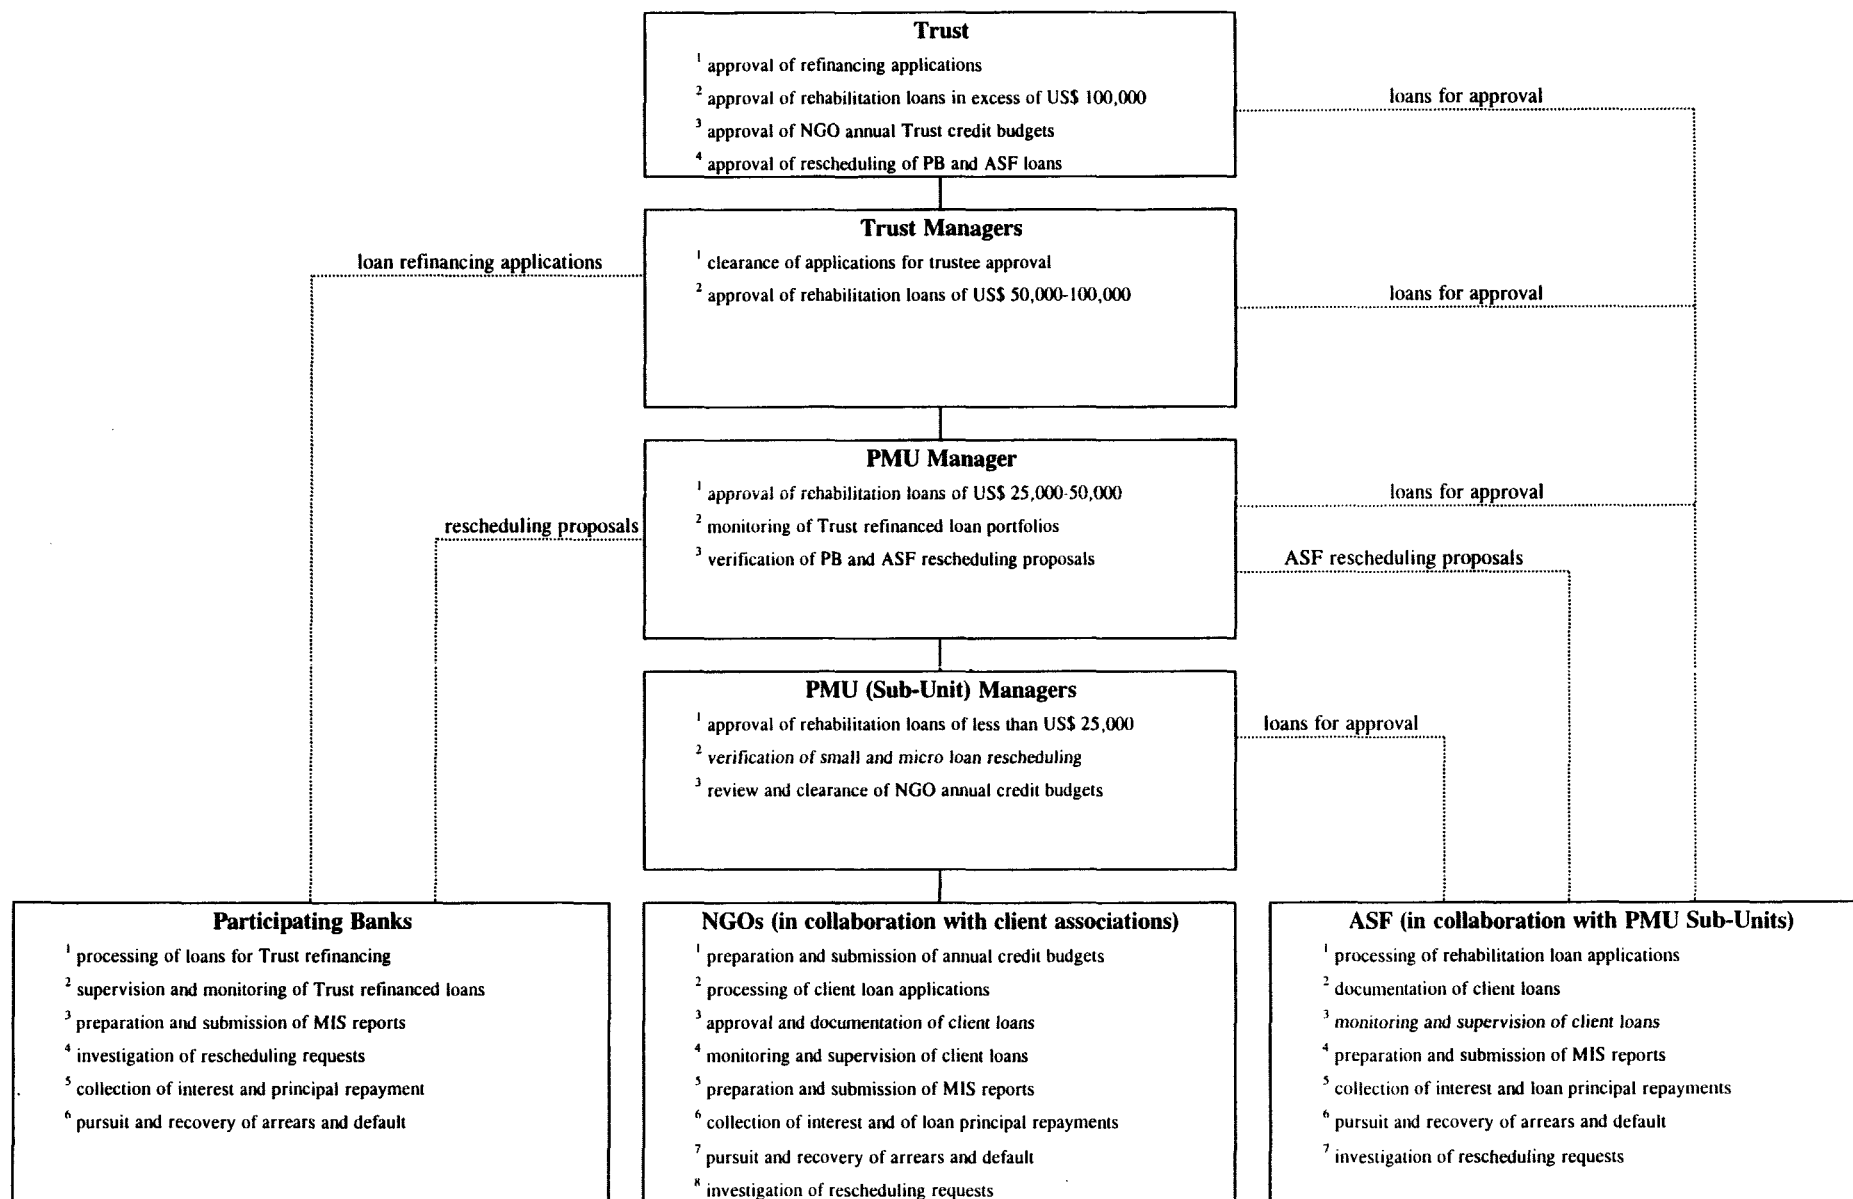 Trust
1 approval of refinancing applications
2 approval of rehabilitation loans in excess of US$ 100,000
3 approval of NGO annual Trust credit budgets
4 approval of rescheduling of PB and ASF loans
loans for approval
Trust Managers
1 clearance of applications for trustee approval
2 approval of rehabilitation loans of US$ 50,000-100,000
loan refinancing applications
loans for approval
PMU Manager
1 approval of rehabilitation loans of US$ 25,000-50,000
2 monitoring of Trust refinanced loan portfolios
3 verification of PB and ASF rescheduling proposals
rescheduling proposals
loans for approval
ASF rescheduling proposals
PMU (Sub-Unit) Managers
1 approval of rehabilitation loans of less than US$ 25,000
2 verification of small and micro loan rescheduling
3 review and clearance of NGO annual credit budgets
loans for approval
Participating Banks
1 processing of loans for Trust refinancing
2 supervision and monitoring of Trust refinanced loans
3 preparation and submission of MIS reports
4 investigation of rescheduling requests
5 collection of interest and principal repayment
6 pursuit and recovery of arrears and default
NGOs (in collaboration with client associations)
1 preparation and submission of annual credit budgets
2 processing of client loan applications
3 approval and documentation of client loans
4 monitoring and supervision of client loans
5 preparation and submission of MIS reports
6 collection of interest and of loan principal repayments
7 pursuit and recovery of arrears and default
8 investigation of rescheduling requests
ASF (in collaboration with PMU Sub-Units)
1 processing of rehabilitation loan applications
2 documentation of client loans
3 monitoring and supervision of client loans
4 preparation and submission of MIS reports
5 collection of interest and loan principal repayments
6 pursuit and recovery of arrears and default
7 investigation of rescheduling requests